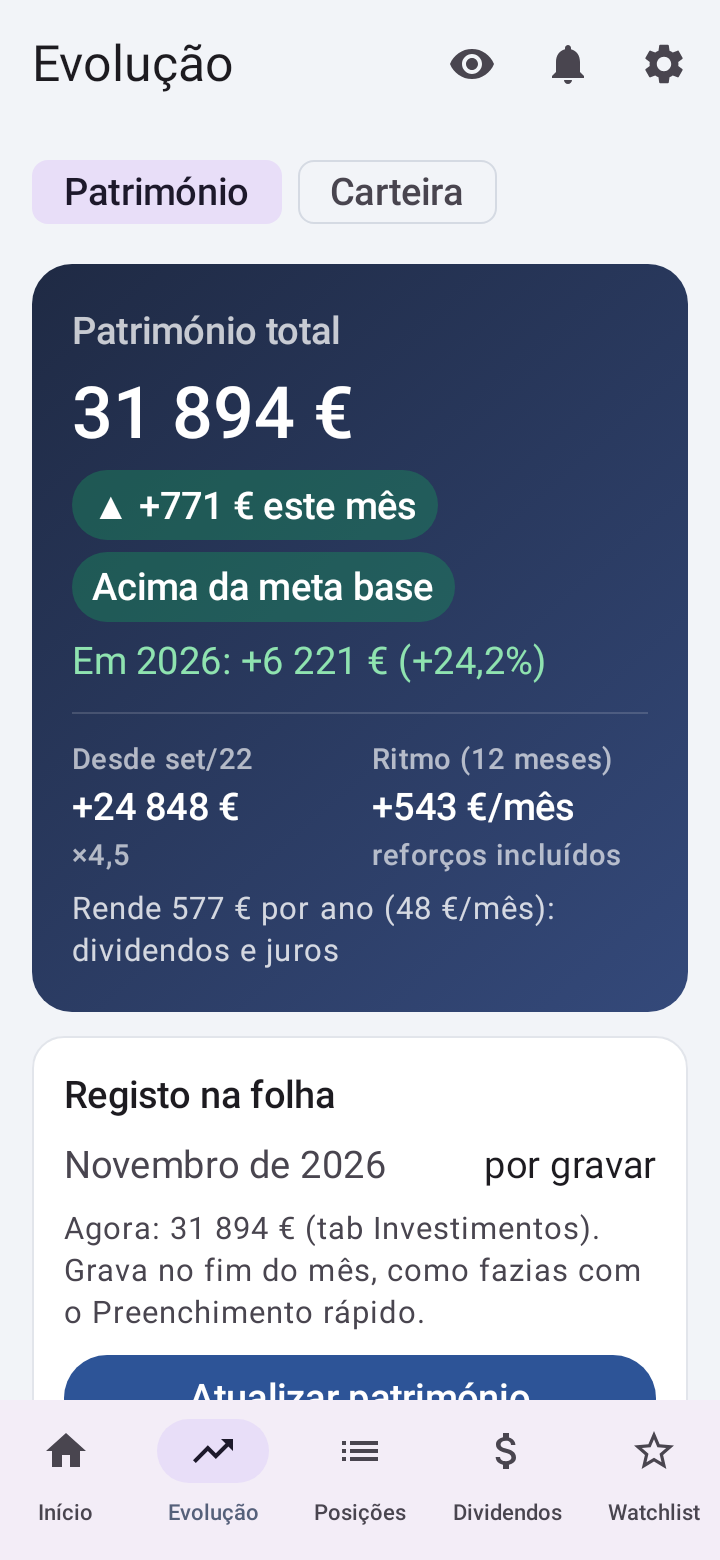 Evolução
Património
Carteira
Património total
31 894 €
▲ +771 € este mês
Acima da meta base
Em 2026: +6 221 € (+24,2%)
Desde set/22
Ritmo (12 meses)
+24 848 €
+543 €/mês
×4,5
reforços incluídos
Rende 577 € por ano (48 €/mês):
dividendos e juros
Registo na folha
Novembro de 2026
por gravar
Agora: 31 894 € (tab Investimentos).
Grava no fim do mês, como fazias com
o Preenchimento rápido.
Atualizar património
Início
Evolução
Posições
Dividendos
Watchlist